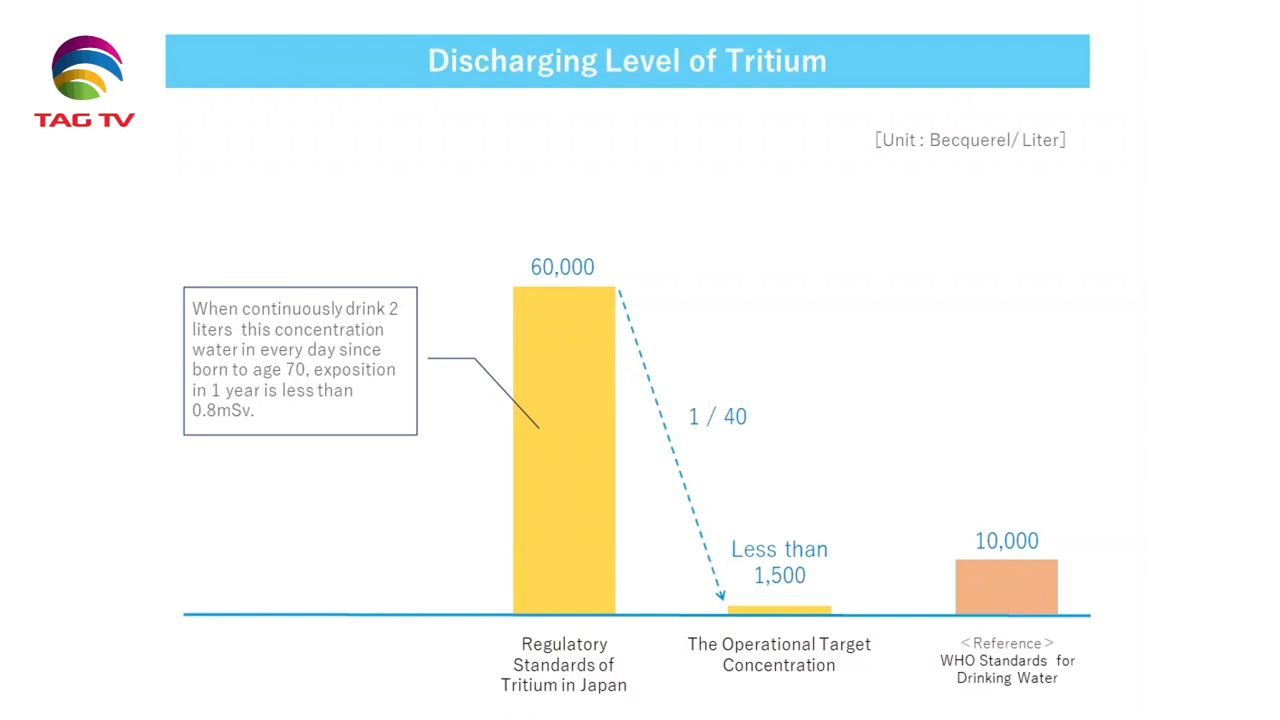 TAG TV
Discharging Level of Tritium
[Unit : Becquerel/ Liter]
60,000
When continuously drink 2
liters this concentration
water in every day since
born to age 70, exposition
in 1 year is less than
0.8mSv.
1 / 40
Less than
1,500
10,000
Regulatory
Standards of
Tritium in Japan
The Operational Target
Concentration
<Reference>
WHO Standards for
Drinking Water